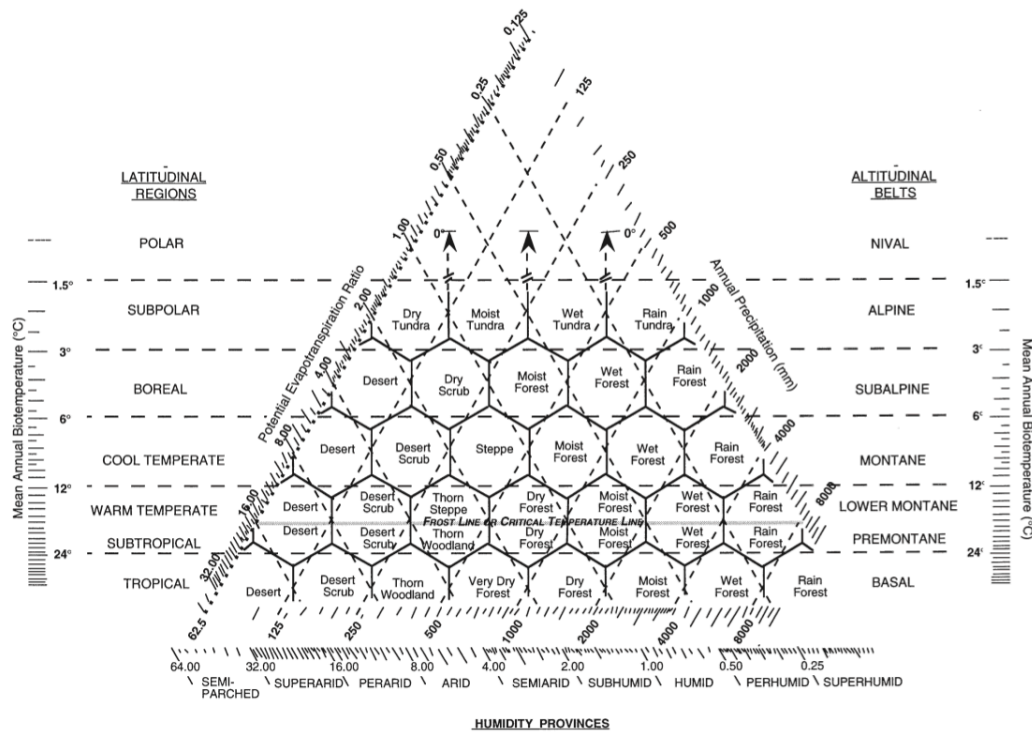 0.125
0.25
125
0.50
250
LATITUDINAL
REGIONS
ALTITUDINAL
BELTS
1.00
0°
0°
500
POLAR
NIVAL
1.5°
1.5°
2.00
1000
SUBPOLAR
Dry
Tundra
Moist
Tundra
Wet
Tundra
Rain
Tundra
ALPINE
Potential Evapotranspiration Ratio
Annual Precipitation (mm)
3°
3°
4.00
2000
BOREAL
Desert
Dry
Scrub
Moist
Forest
Wet
Forest
Rain
Forest
SUBALPINE
Mean Annual Biotemperature (°C)
Mean Annual Biotemperature (°C)
6°
6°
8.00
4000
COOL TEMPERATE
Desert
Desert
Scrub
Steppe
Moist
Forest
Wet
Forest
Rain
Forest
MONTANE
12°
12°
16.00
8000
WARM TEMPERATE
Desert
Desert
Scrub
Thorn
Steppe
Dry
Forest
Moist
Forest
Wet
Forest
Rain
Forest
LOWER MONTANE
FROST LINE OR CRITICAL TEMPERATURE LINE
SUBTROPICAL
Desert
Desert
Scrub
Thorn
Woodland
Dry
Forest
Moist
Forest
Wet
Forest
Rain
Forest
PREMONTANE
24°
24°
32.00
TROPICAL
Desert
Desert
Scrub
Thorn
Woodland
Very Dry
Forest
Dry
Forest
Moist
Forest
Wet
Forest
Rain
Forest
BASAL
62.5 125 250 500 1000 2000 4000 8000
64.00 32.00 16.00 8.00 4.00 2.00 1.00 0.50 0.25
SEMI-
PARCHED
SUPERARID PERARID ARID SEMIARID SUBHUMID HUMID PERHUMID SUPERHUMID
HUMIDITY PROVINCES